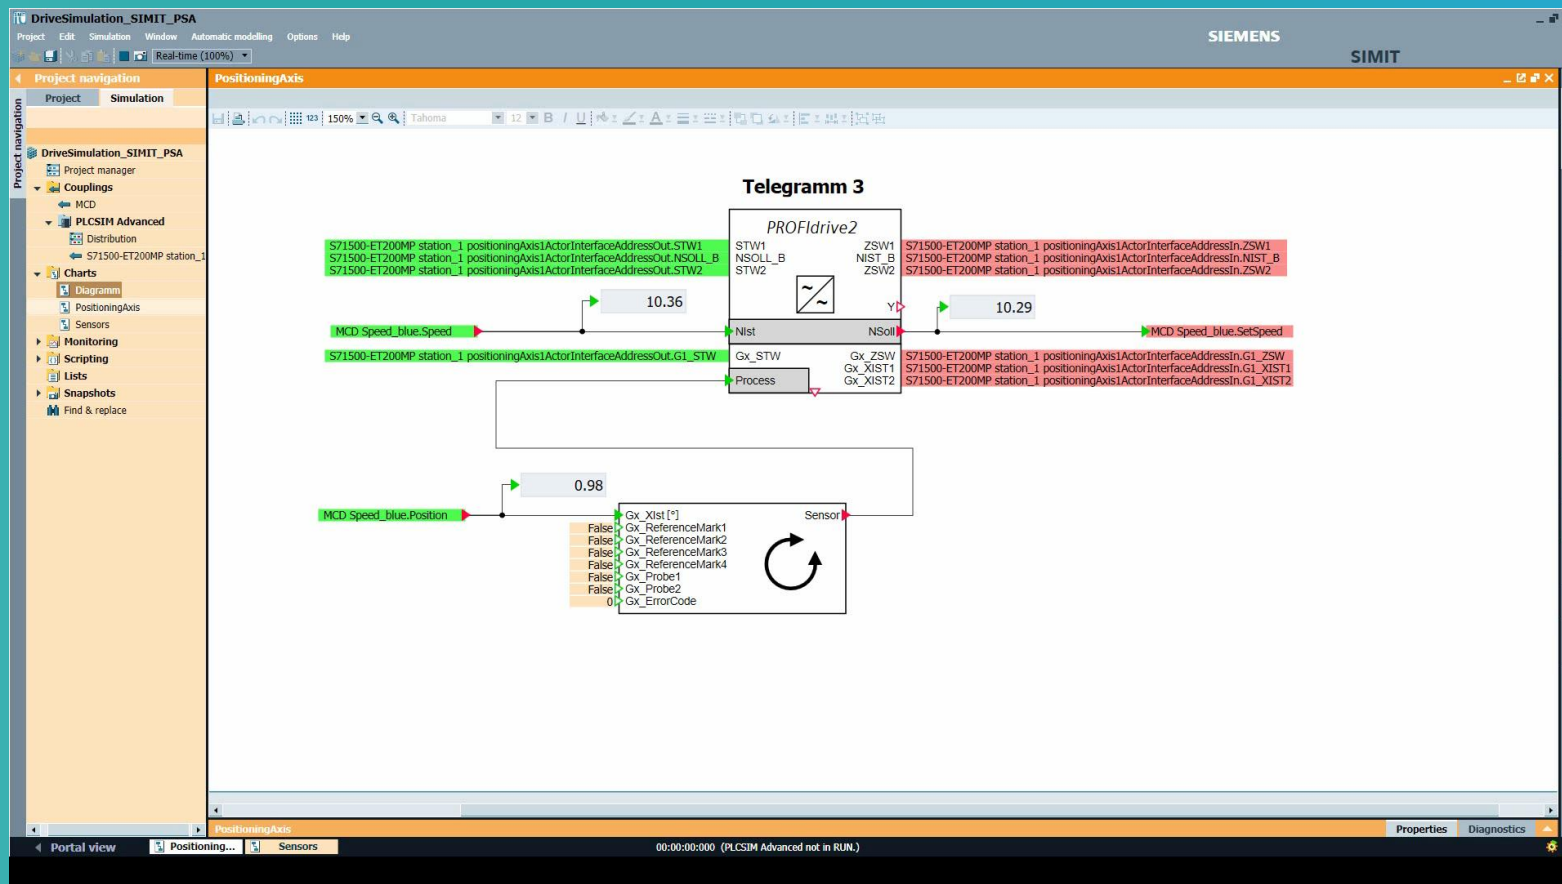 DriveSimulation_SIMIT_PSA
Project Edit Simulation Window Automatic modelling Options Help
SIEMENS
SIMIT
Real-time (100%)
Project navigation
PositioningAxis
Project Simulation
Project navigation
150% Tahoma 12 B I U A
DriveSimulation_SIMIT_PSA
Project manager
Couplings
MCD
PLCSIM Advanced
Distribution
S71500-ET200MP station_1
Charts
Diagramm
PositioningAxis
Sensors
Monitoring
Scripting
Lists
Snapshots
Find & replace
Telegramm 3
PROFIdrive2
S71500-ET200MP station_1 positioningAxis1ActorInterfaceAddressOut.STW1 STW1 ZSW1 S71500-ET200MP station_1 positioningAxis1ActorInterfaceAddressIn.ZSW1
S71500-ET200MP station_1 positioningAxis1ActorInterfaceAddressOut.NSOLL_B NSOLL_B NIST_B S71500-ET200MP station_1 positioningAxis1ActorInterfaceAddressIn.NIST_B
S71500-ET200MP station_1 positioningAxis1ActorInterfaceAddressOut.STW2 STW2 ZSW2 S71500-ET200MP station_1 positioningAxis1ActorInterfaceAddressIn.ZSW2
10.36 Y 10.29
MCD Speed_blue.Speed NIst NSoll MCD Speed_blue.SetSpeed
S71500-ET200MP station_1 positioningAxis1ActorInterfaceAddressOut.G1_STW Gx_STW Gx_ZSW S71500-ET200MP station_1 positioningAxis1ActorInterfaceAddressIn.G1_ZSW
Gx_XIST1 S71500-ET200MP station_1 positioningAxis1ActorInterfaceAddressIn.G1_XIST1
Process Gx_XIST2 S71500-ET200MP station_1 positioningAxis1ActorInterfaceAddressIn.G1_XIST2
0.98
MCD Speed_blue.Position Gx_XIst [°] Sensor
False Gx_ReferenceMark1
False Gx_ReferenceMark2
False Gx_ReferenceMark3
False Gx_ReferenceMark4
False Gx_Probe1
False Gx_Probe2
0 Gx_ErrorCode
PositioningAxis
Properties Diagnostics
Portal view Positioning... Sensors 00:00:00:000 (PLCSIM Advanced not in RUN.)